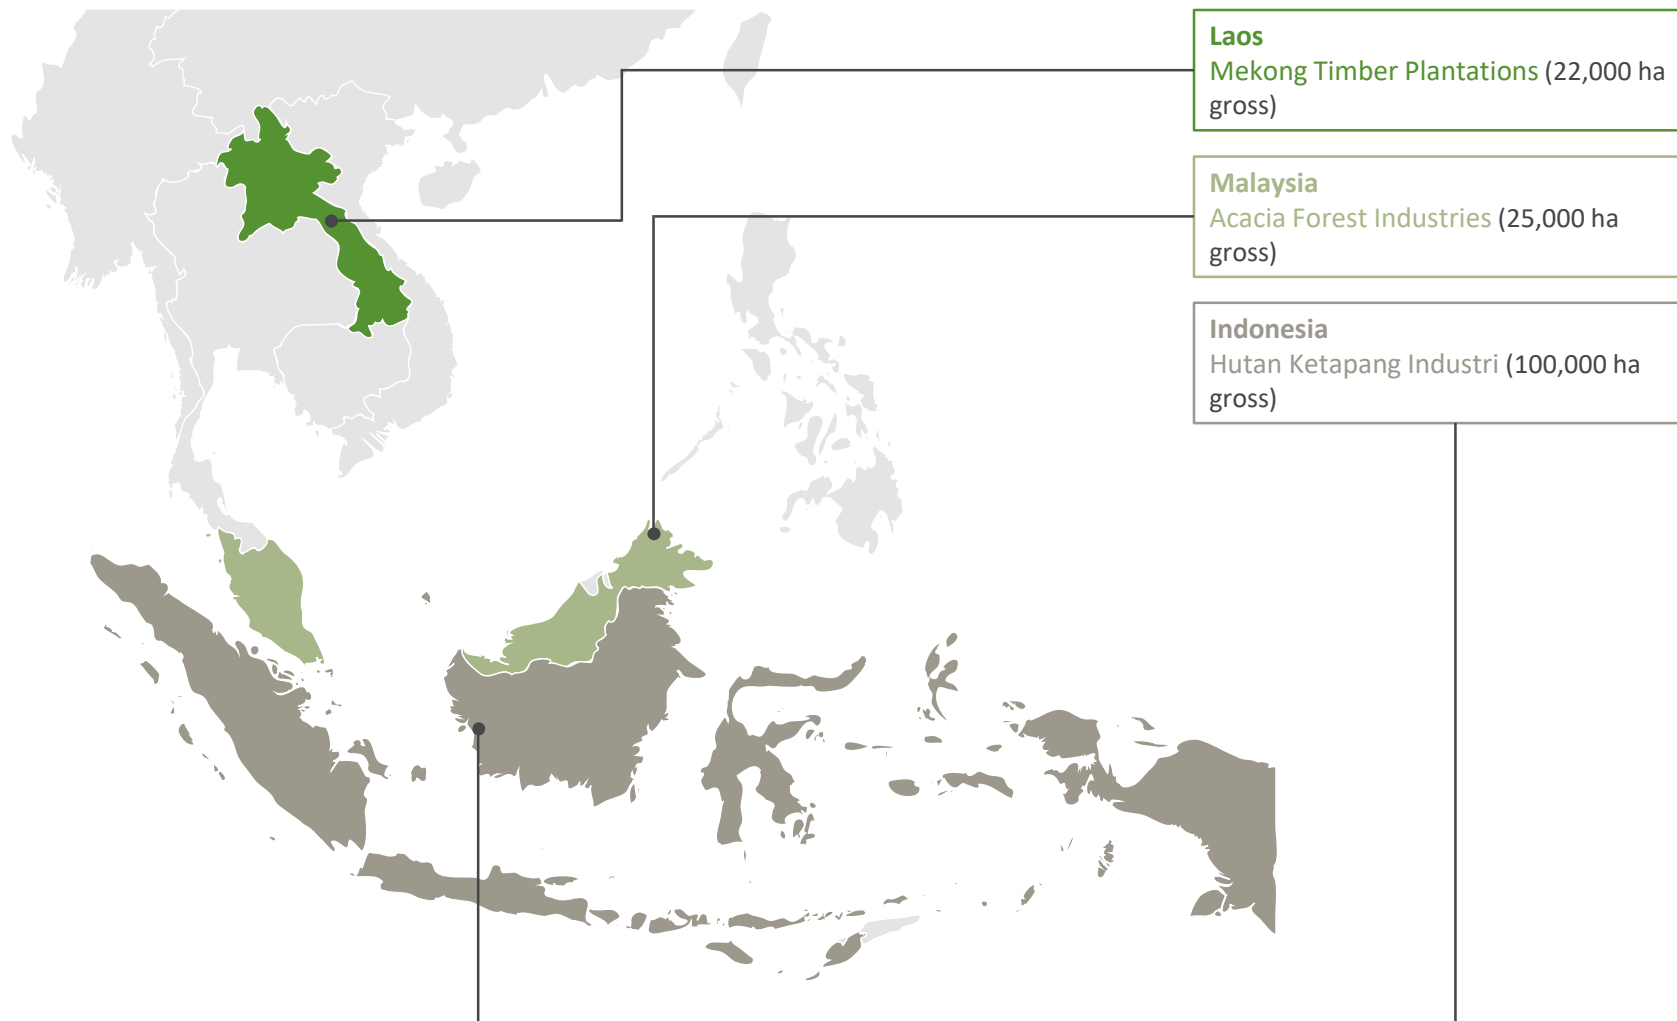 Laos
Mekong Timber Plantations (22,000 ha
gross)
Malaysia
Acacia Forest Industries (25,000 ha
gross)
Indonesia
Hutan Ketapang Industri (100,000 ha
gross)